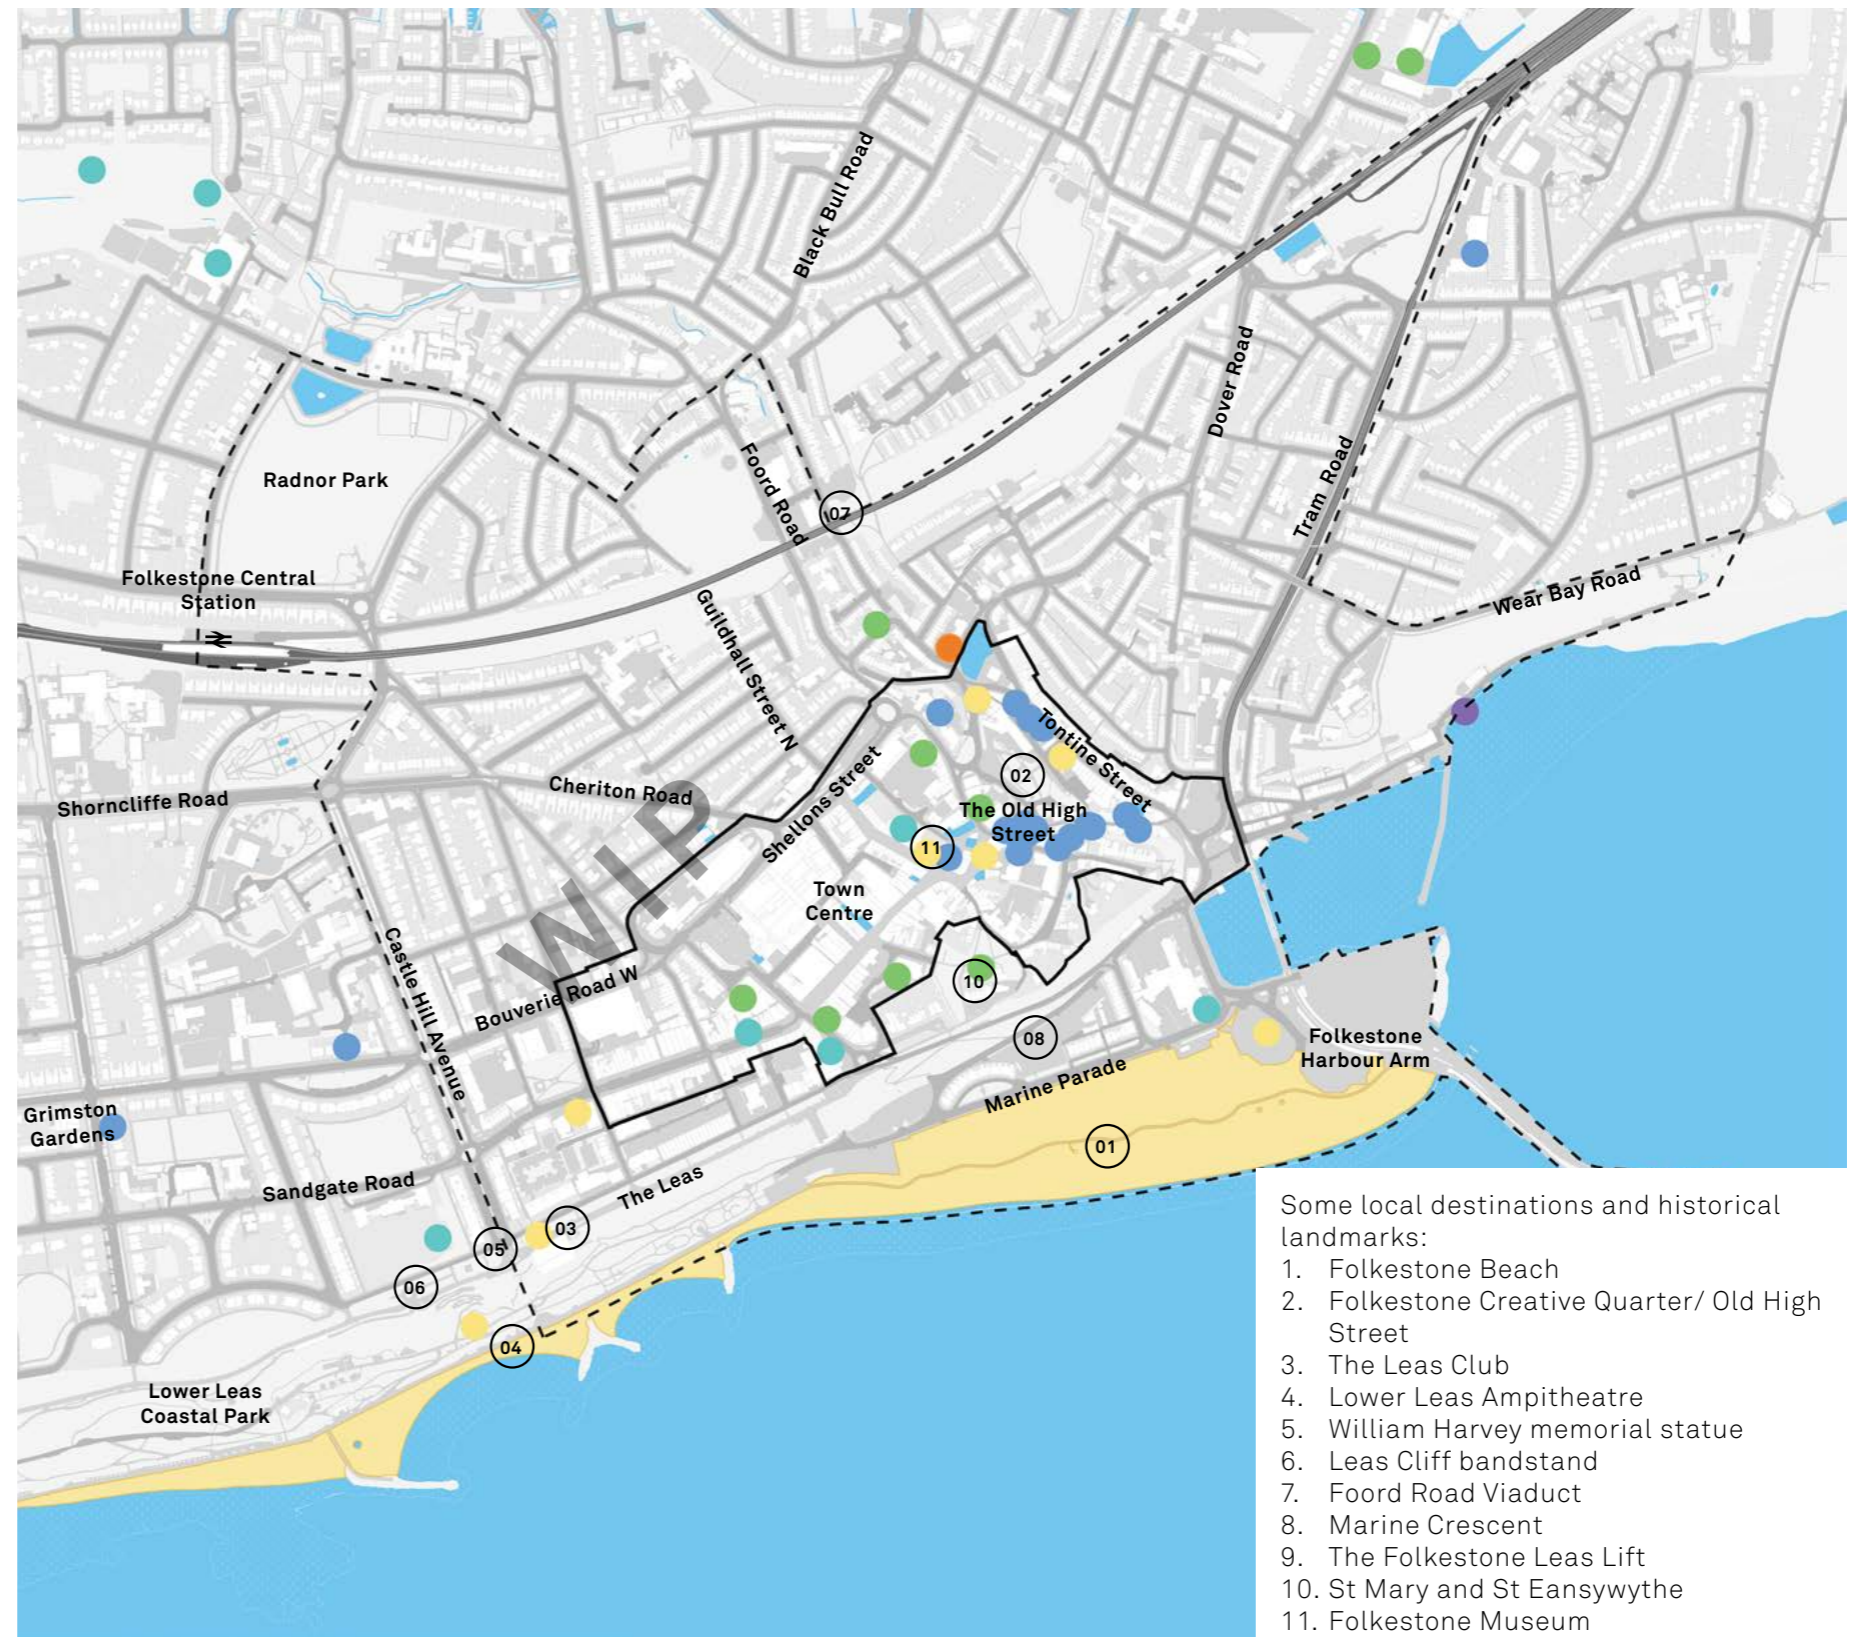 Black Bull Road
Dover Road
Radnor Park
Foord Road
07
Tram Road
Folkestone Central
Station
Wear Bay Road
Guildhall Street N
Tontine Street
02
Cheriton Road
Shorncliffe Road
Shellons Street
The Old High
Street
11
WIP
Town
Centre
Castle Hill Avenue
Bouverie Road W
10
08
Folkestone
Harbour Arm
Marine Parade
Grimston
Gardens
01
Sandgate Road
The Leas
03
05
06
04
Lower Leas
Coastal Park
Some local destinations and historical
landmarks:
1. Folkestone Beach
2. Folkestone Creative Quarter/ Old High
Street
3. The Leas Club
4. Lower Leas Ampitheatre
5. William Harvey memorial statue
6. Leas Cliff bandstand
7. Foord Road Viaduct
8. Marine Crescent
9. The Folkestone Leas Lift
10. St Mary and St Eansywythe
11. Folkestone Museum